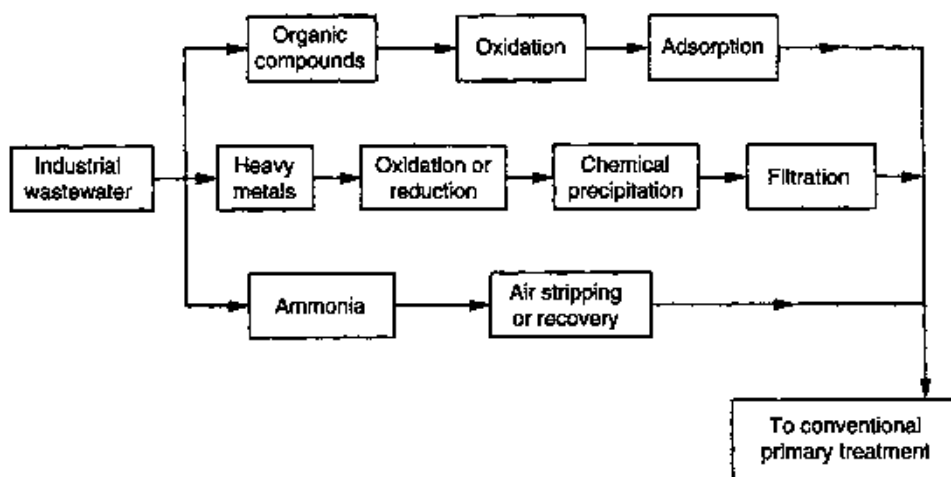 Organic
compounds
Oxidation
Adsorption
Industrial
wastewater
Heavy
metals
Oxidation or
reduction
Chemical
precipitation
Filtration
Ammonia
Air stripping
or recovery
To conventional
primary treatment